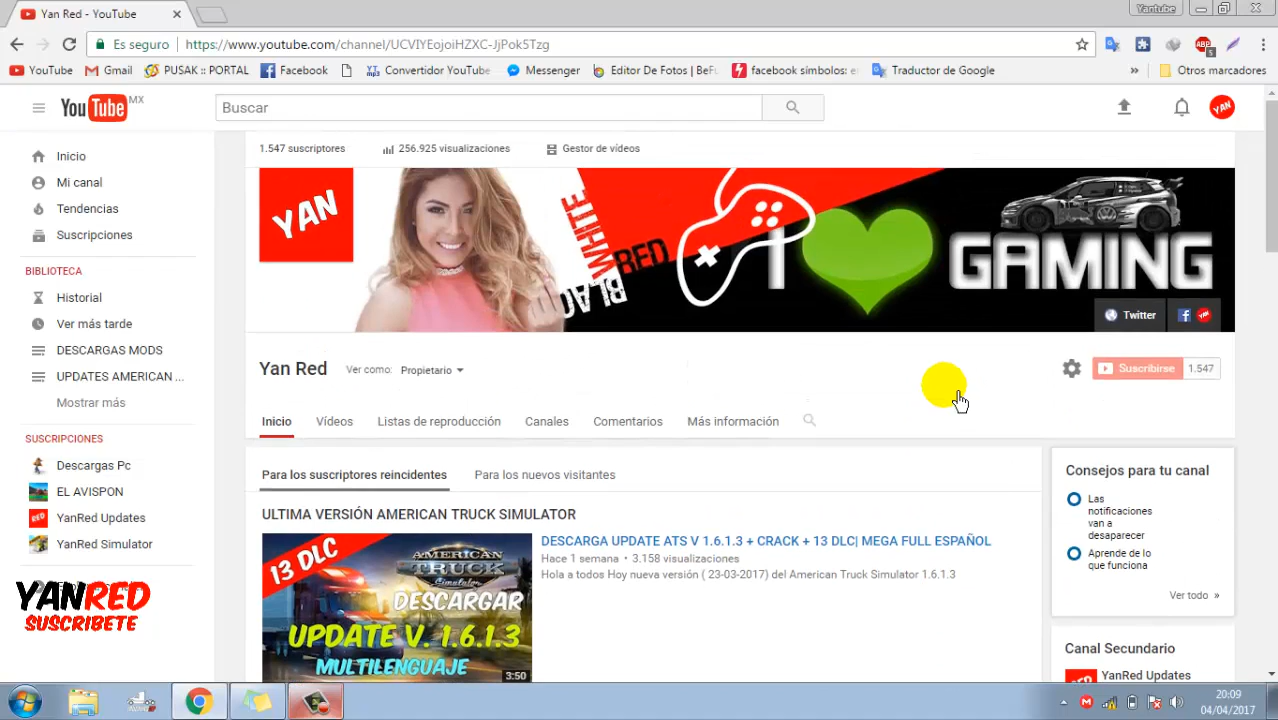 Yan Red - YouTube
Yantube
Es seguro https://www.youtube.com/channel/UCVIYEojoiHZXC-JjPok5Tzg
YouTube Gmail PUSAK :: PORTAL Facebook Convertidor YouTube Messenger Editor De Fotos | BeFu facebook símbolos: e Traductor de Google » Otros marcadores
YouTube MX
Buscar
YAN
Inicio
Mi canal
Tendencias
Suscripciones
BIBLIOTECA
Historial
Ver más tarde
DESCARGAS MODS
UPDATES AMERICAN ...
Mostrar más
SUSCRIPCIONES
Descargas Pc
EL AVISPON
YanRed Updates
YanRed Simulator
YANRED
SUSCRIBETE
1.547 suscriptores 256.925 visualizaciones Gestor de vídeos
YAN
WHITE
RED
BLACK
I GAMING
Twitter
Yan Red Ver como: Propietario
Suscribirse 1.547
Inicio Vídeos Listas de reproducción Canales Comentarios Más información
Para los suscriptores reincidentes Para los nuevos visitantes
ULTIMA VERSIÓN AMERICAN TRUCK SIMULATOR
13 DLC
AMERICAN
TRUCK
Simulator
DESCARGAR
UPDATE V. 1.6.1.3
MULTILENGUAJE
3:50
DESCARGA UPDATE ATS V 1.6.1.3 + CRACK + 13 DLC| MEGA FULL ESPAÑOL
Hace 1 semana • 3.158 visualizaciones
Hola a todos Hoy nueva versión ( 23-03-2017) del American Truck Simulator 1.6.1.3
Consejos para tu canal
Las
notificaciones
van a
desaparecer
Aprende de lo
que funciona
Ver todo »
Canal Secundario
YanRed Updates
20:09
04/04/2017